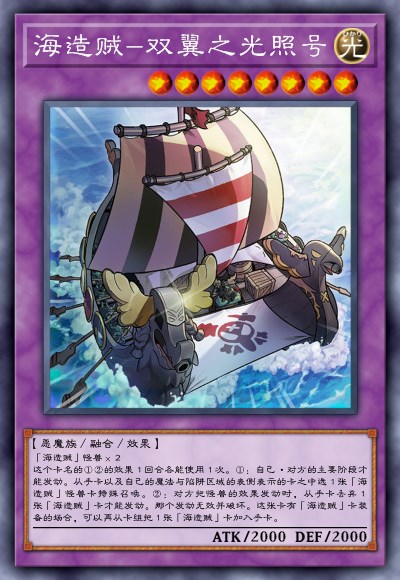 海造贼-双翼之光照号
光
【恶魔族/融合/效果】
「海造贼」怪兽×2
这个卡名的①②的效果1回合各能使用1次。①:自己·对方的主要阶段才
能发动。从手卡以及自己的魔法与陷阱区域的表侧表示的卡之中选1张「海
造贼」怪兽卡特殊召唤。②:对方把怪兽的效果发动时,从手卡丢弃1
张「海造贼」卡才能发动。那个发动无效并破坏。这张卡有「海造贼」卡装
备的场合,可以再从卡组把1张「海造贼」卡加入手卡。
ATK/2000 DEF/2000